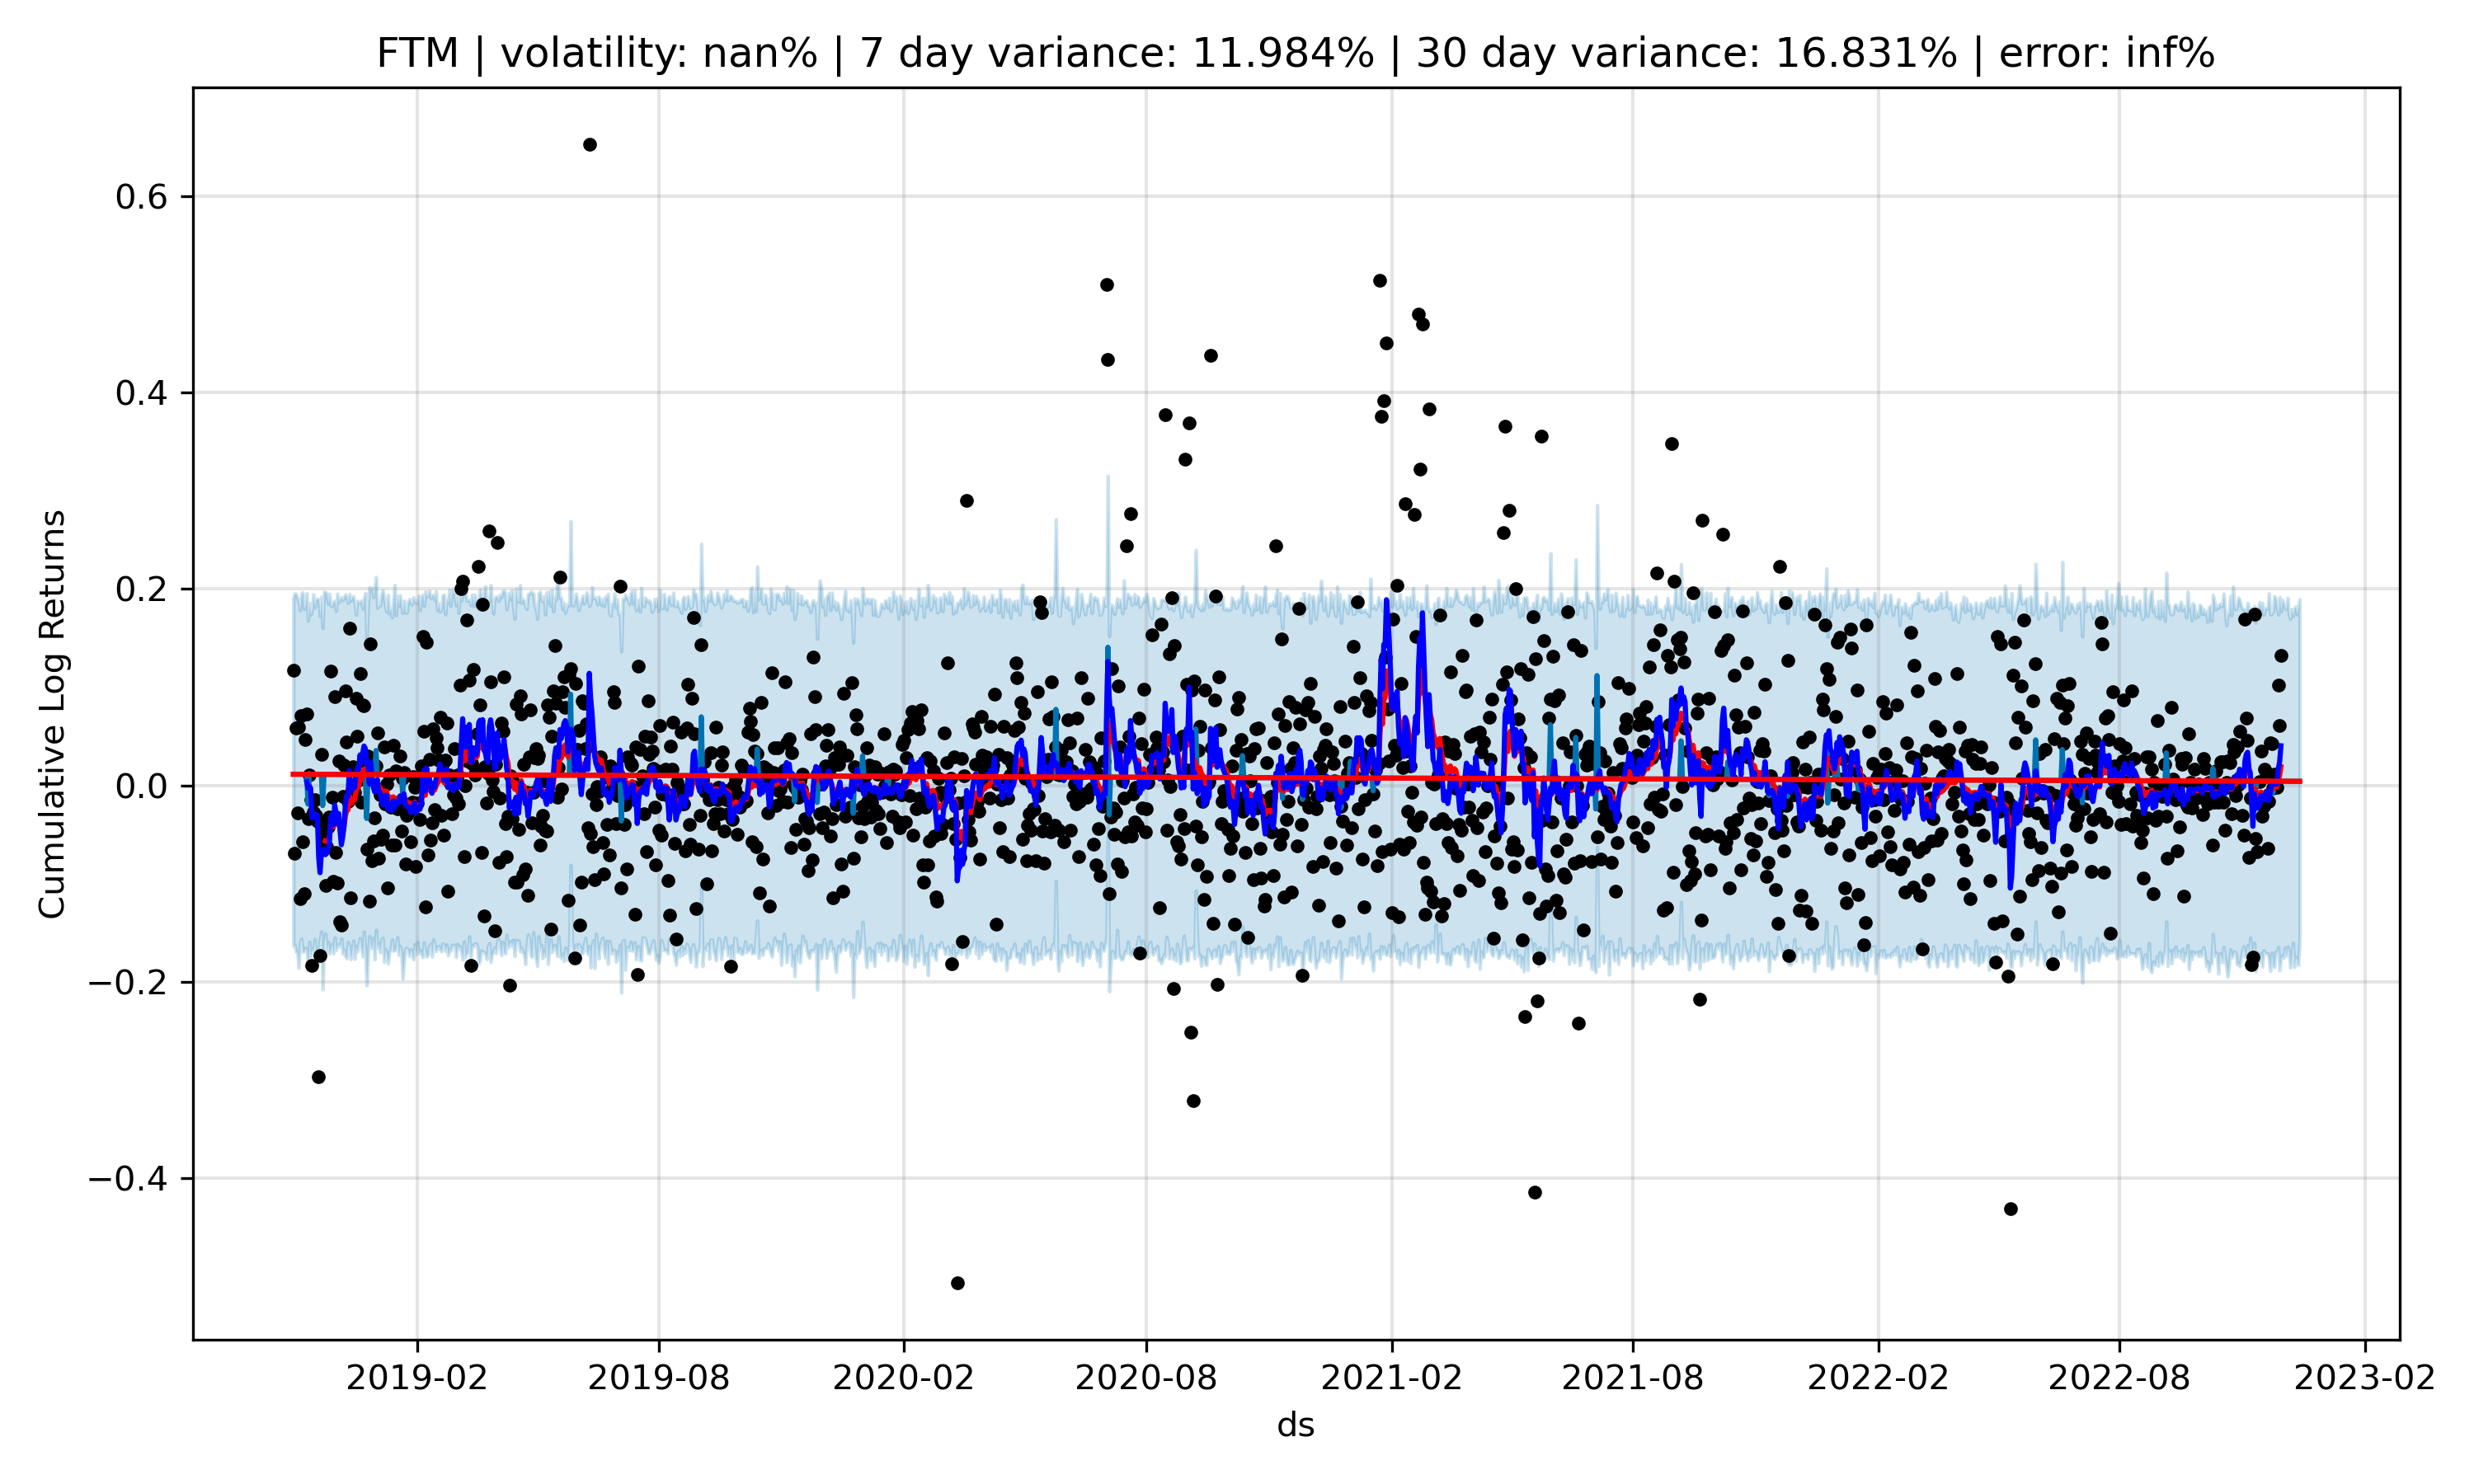 FTM | volatility: nan% | 7 day variance: 11.984% | 30 day variance: 16.831% | error: inf%
Cumulative Log Returns
0.6
0.4
0.2
0.0
−0.2
−0.4
2019-02 2019-08 2020-02 2020-08 2021-02 2021-08 2022-02 2022-08 2023-02
ds